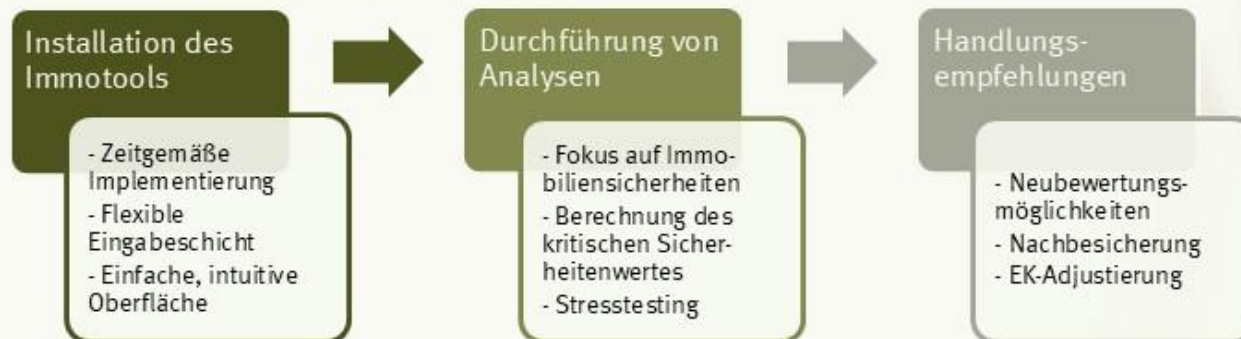 Installation des
Immotools
- Zeitgemäße
Implementierung
- Flexible
Eingabeschicht
- Einfache, intuitive
Oberfläche
Durchführung von
Analysen
- Fokus auf Immo-
biliensicherheiten
- Berechnung des
kritischen Sicher-
heitenwertes
- Stresstesting
Handlungs-
empfehlungen
- Neubewertungs-
möglichkeiten
- Nachbesicherung
- EK-Adjustierung